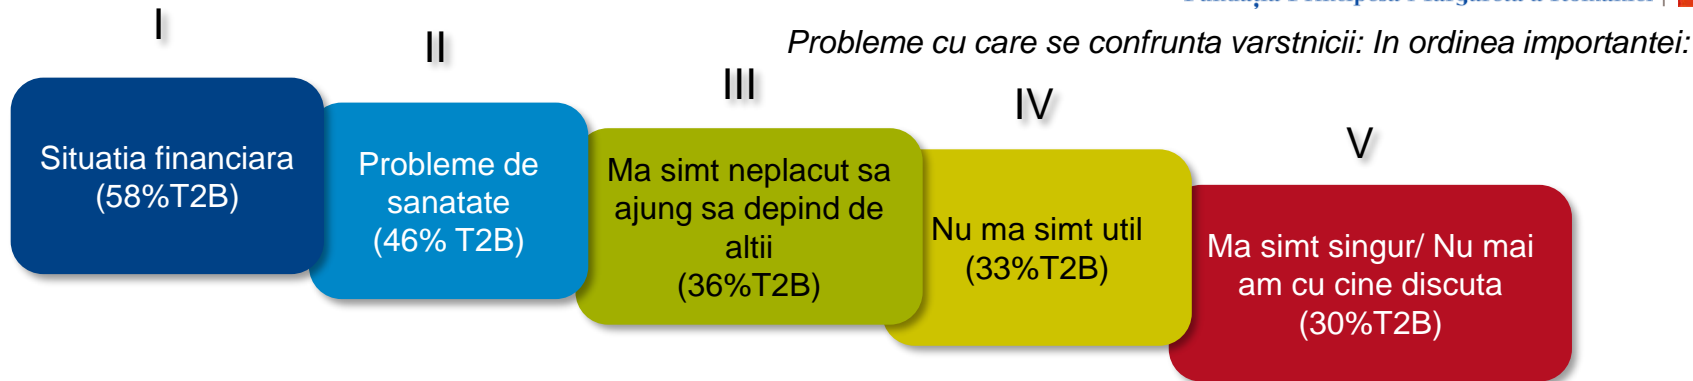 Probleme cu care se confrunta varstnicii: In ordinea importantei:
I
Situatia financiara
(58%T2B)
II
Probleme de
sanatate
(46% T2B)
III
Ma simt neplacut sa
ajung sa depind de
altii
(36%T2B)
IV
Nu ma simt util
(33%T2B)
V
Ma simt singur/ Nu mai
am cu cine discuta
(30%T2B)